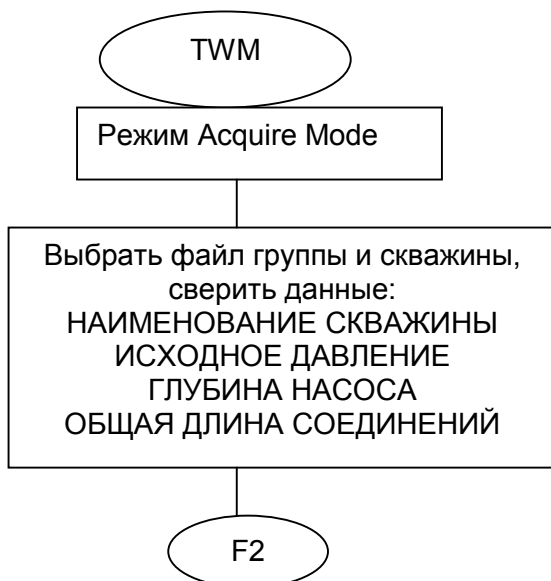 TWM
Режим Acquire Mode
Выбрать файл группы и скважины,
сверить данные:
НАИМЕНОВАНИЕ СКВАЖИНЫ
ИСХОДНОЕ ДАВЛЕНИЕ
ГЛУБИНА НАСОСА
ОБЩАЯ ДЛИНА СОЕДИНЕНИЙ
F2